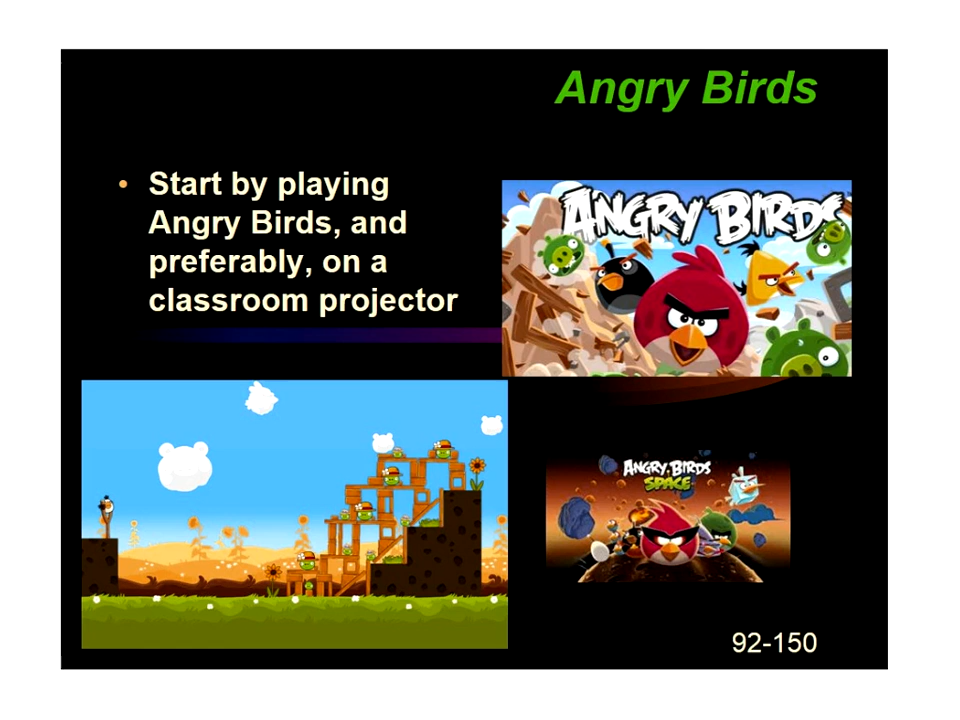 Angry Birds
• Start by playing
Angry Birds, and
preferably, on a
classroom projector
ANGRY BIRDS
ANGRY BIRDS
SPACE
92-150